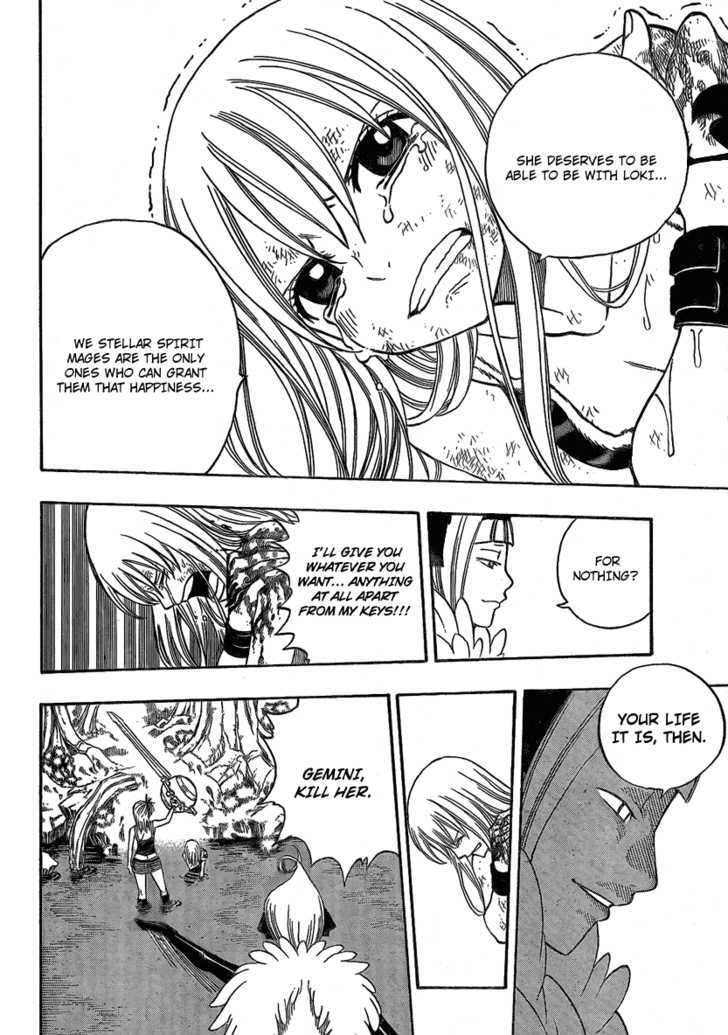 SHE DESERVES TO BE
ABLE TO BE WITH LOKI...
WE STELLAR SPIRIT
MAGES ARE THE ONLY
ONES WHO CAN GRANT
THEM THAT HAPPINESS...
FOR
NOTHING?
I'LL GIVE YOU
WHATEVER YOU
WANT... ANYTHING
AT ALL APART
FROM MY KEYS!!!
YOUR LIFE
IT IS, THEN.
GEMINI,
KILL HER.